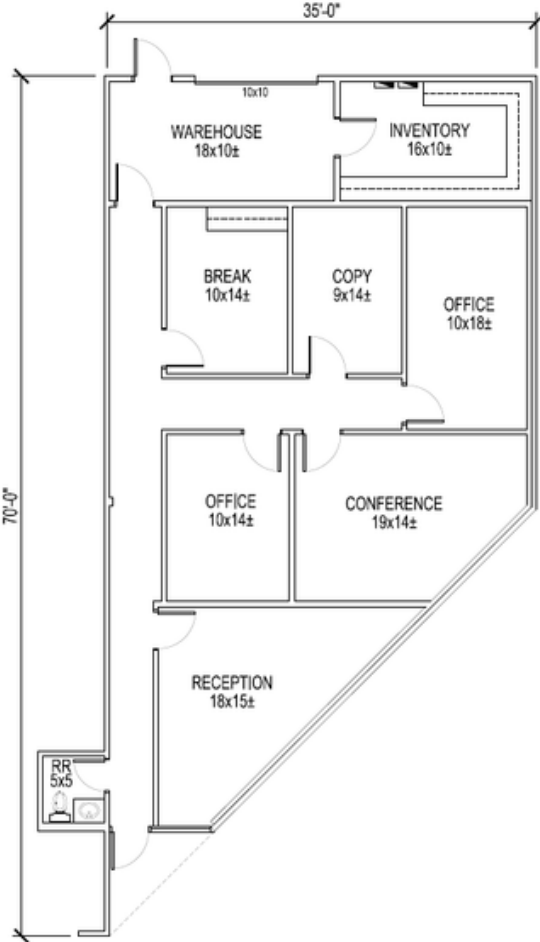 35'-0"
10x10
WAREHOUSE
18x10±
INVENTORY
16x10±
BREAK
10x14±
COPY
9x14±
OFFICE
10x18±
70'-0"
OFFICE
10x14±
CONFERENCE
19x14±
RECEPTION
18x15±
RR
5x5